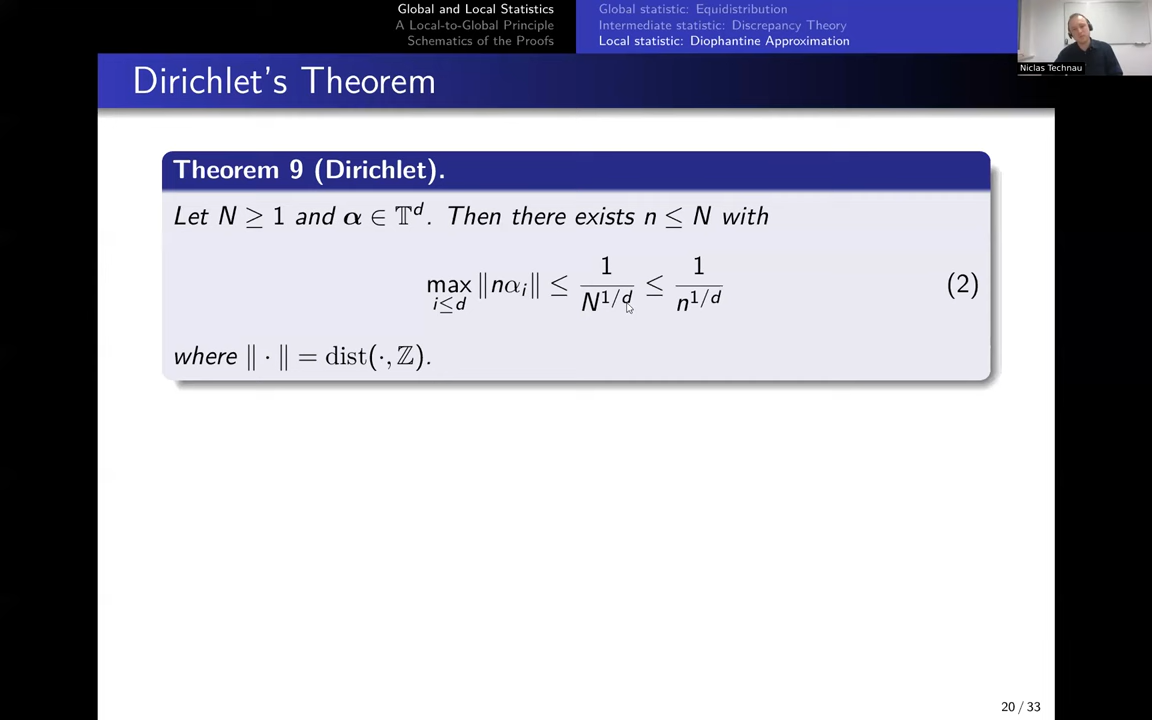 Global and Local Statistics
A Local-to-Global Principle
Schematics of the Proofs
Global statistic: Equidistribution
Intermediate statistic: Discrepancy Theory
Local statistic: Diophantine Approximation
Niclas Technau
Dirichlet's Theorem
Theorem 9 (Dirichlet).
Let N ≥ 1 and α ∈ 𝕋^d. Then there exists n ≤ N with
max_{i≤d} ‖nα_i‖ ≤ 1/N^{1/d} ≤ 1/n^{1/d} (2)
where ‖ · ‖ = dist(·, ℤ).
20 / 33